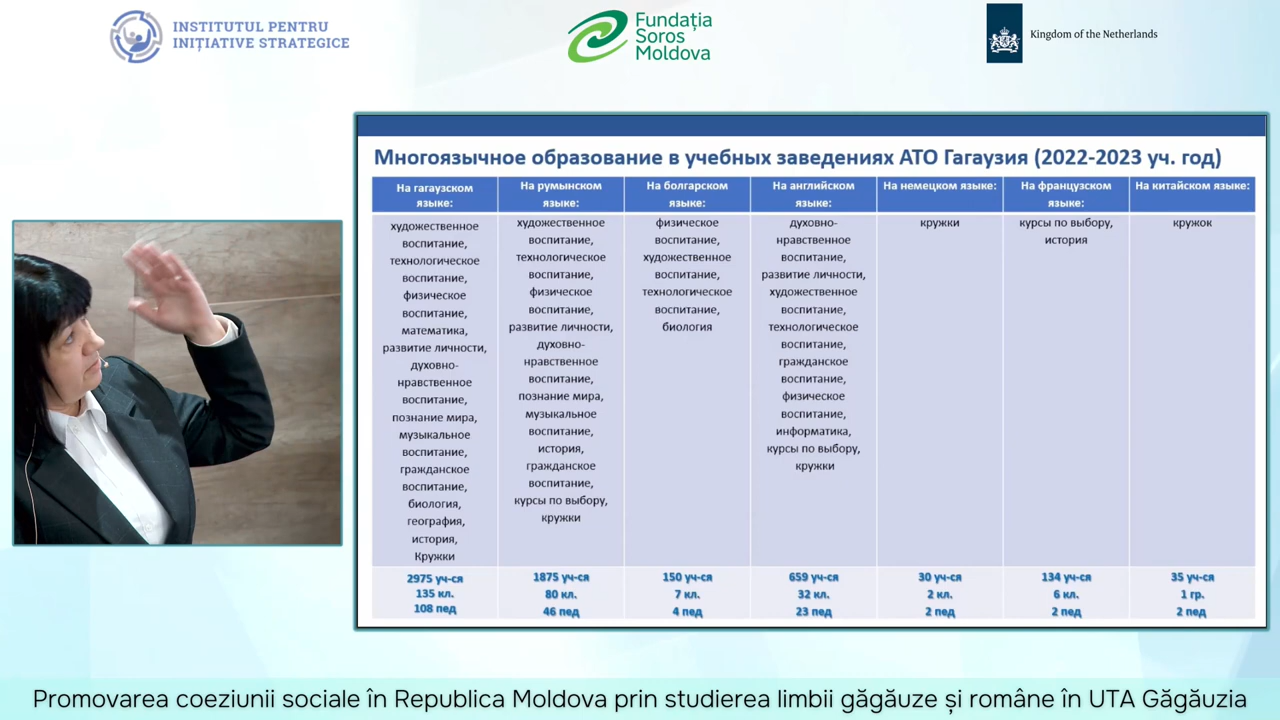 INSTITUTUL PENTRU
INIȚIATIVE STRATEGICE
Fundația
Soros
Moldova
Kingdom of the Netherlands
Многоязычное образование в учебных заведениях АТО Гагаузия (2022-2023 уч. год)
На гагаузском
языке:
художественное
воспитание,
технологическое
воспитание,
физическое
воспитание,
математика,
развитие личности,
духовно-
нравственное
воспитание,
познание мира,
музыкальное
воспитание,
гражданское
воспитание,
биология,
география,
история,
Кружки
2975 уч-ся
135 кл.
108 пед
На румынском
языке:
художественное
воспитание,
технологическое
воспитание,
физическое
воспитание,
развитие личности,
духовно-
нравственное
воспитание,
познание мира,
музыкальное
воспитание,
история,
гражданское
воспитание,
курсы по выбору,
кружки
1875 уч-ся
80 кл.
46 пед
На болгарском
языке:
физическое
воспитание,
художественное
воспитание,
технологическое
воспитание,
биология
150 уч-ся
7 кл.
4 пед
На английском
языке:
духовно-
нравственное
воспитание,
развитие личности,
художественное
воспитание,
технологическое
воспитание,
гражданское
воспитание,
физическое
воспитание,
информатика,
курсы по выбору,
кружки
659 уч-ся
32 кл.
23 пед
На немецком языке:
кружки
30 уч-ся
2 кл.
2 пед
На французском
языке:
курсы по выбору,
история
134 уч-ся
6 кл.
2 пед
На китайском языке:
кружок
35 уч-ся
1 гр.
2 пед
Promovarea coeziunii sociale în Republica Moldova prin studierea limbii găgăuze și române în UTA Găgăuzia